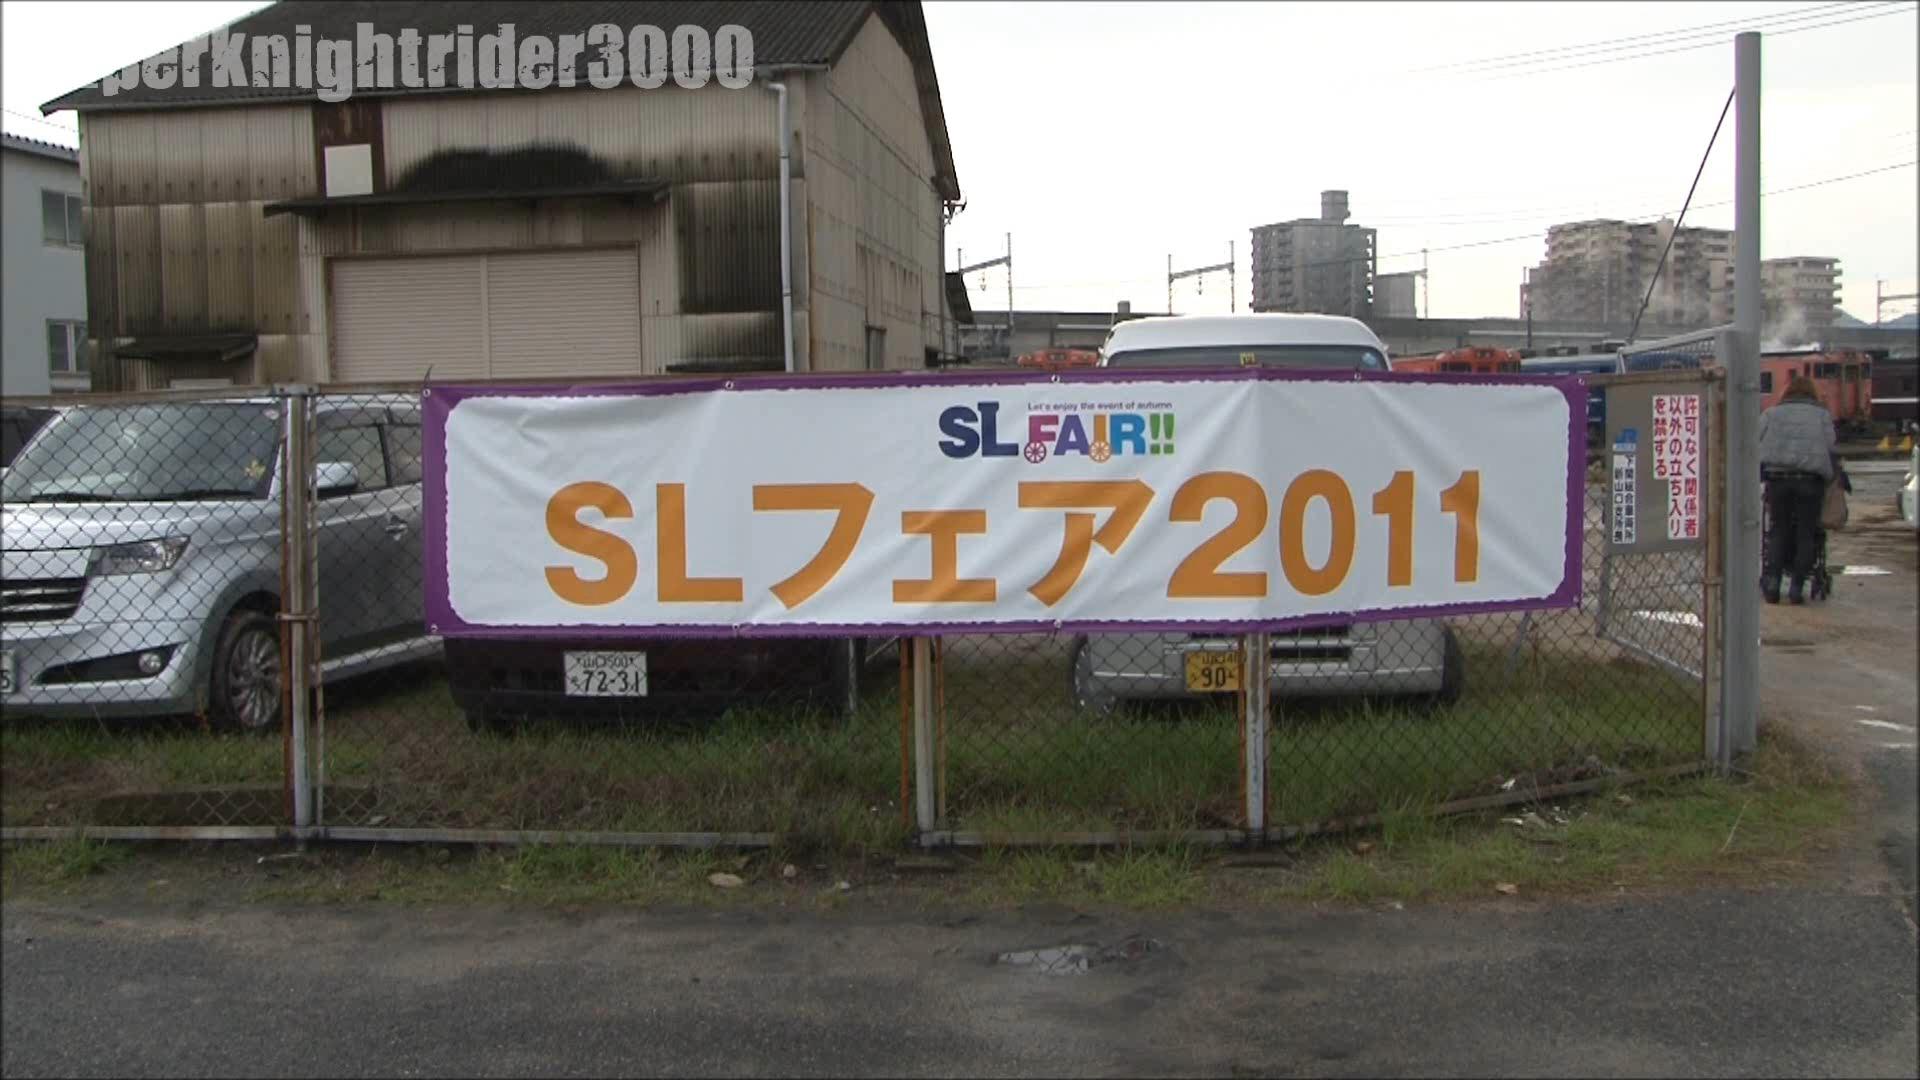 perknightrider3000
Let's enjoy the event of autumn
SL FAIR!!
SLフェア2011
許可なく関係者
以外の立ち入り
を禁ずる
下関総合車両所
新山口支所長
山口500
72-31
90